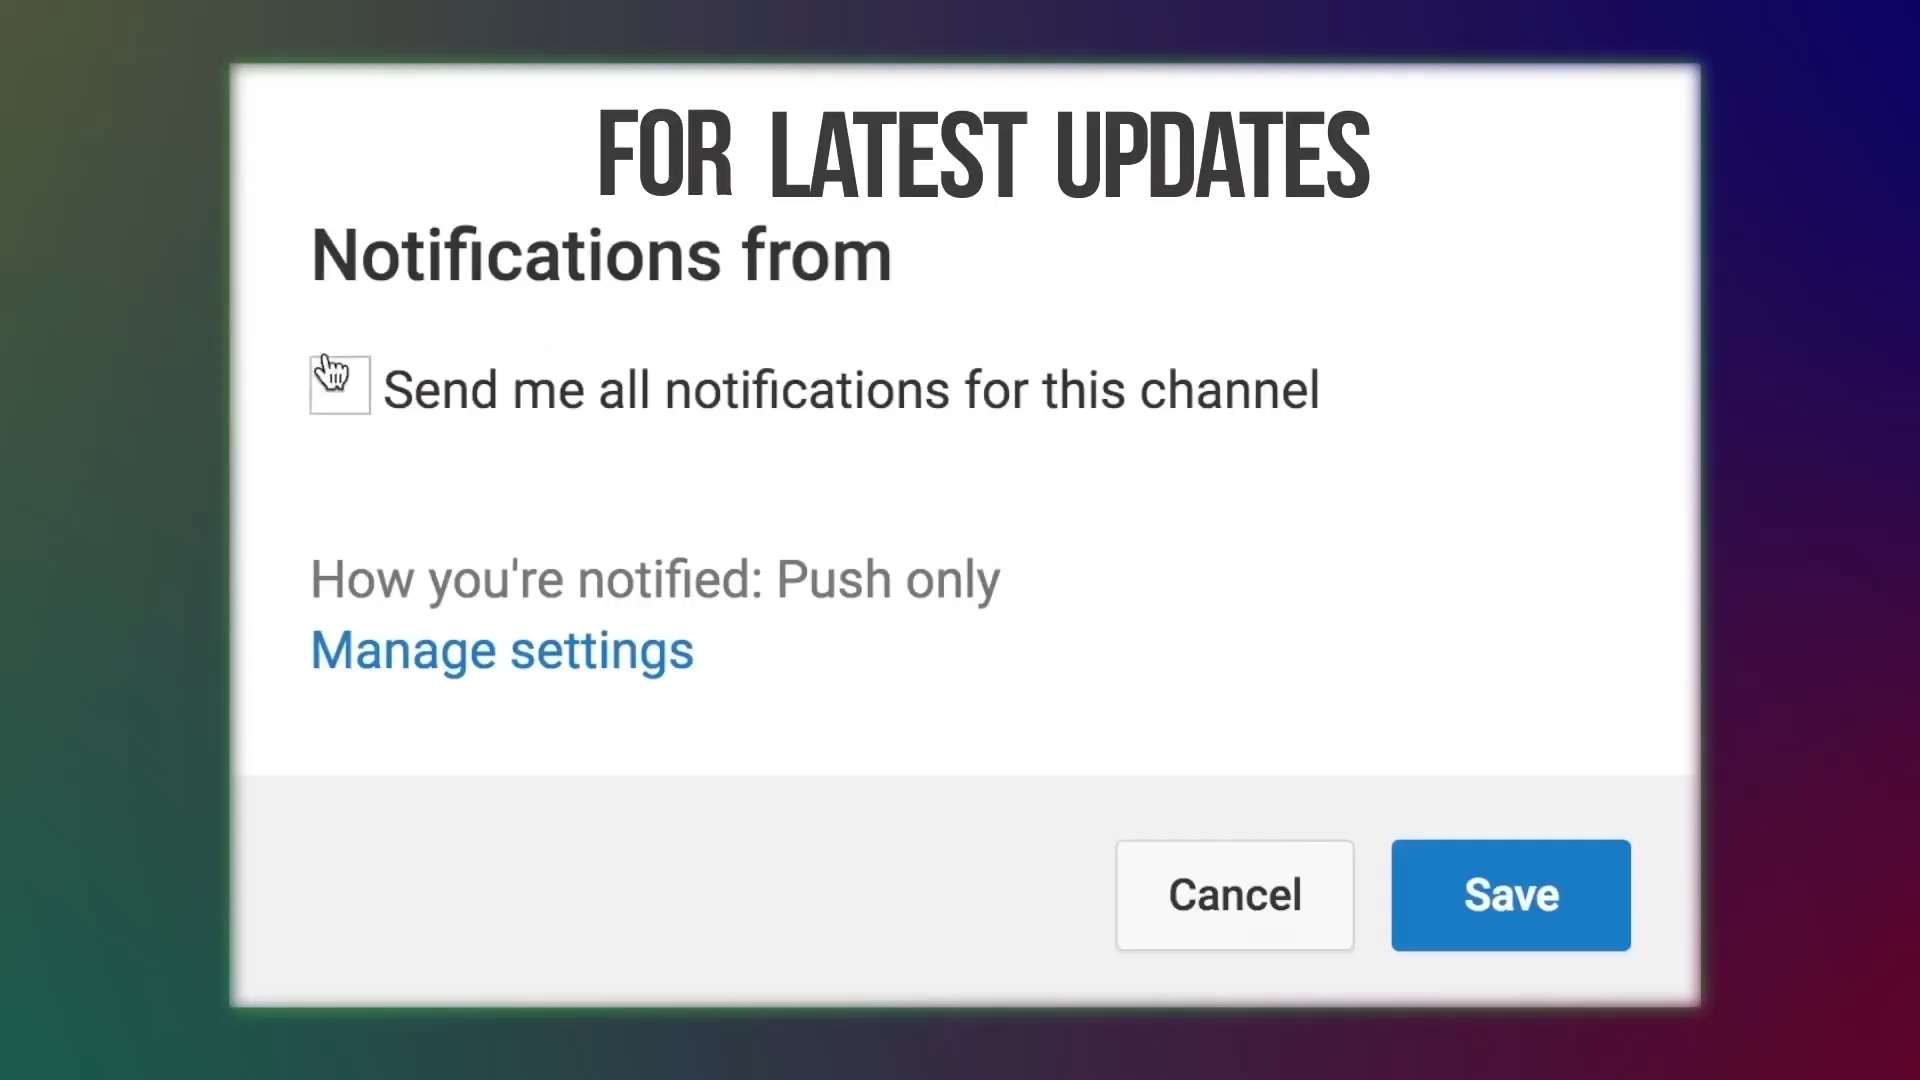 FOR LATEST UPDATES
Notifications from
Send me all notifications for this channel
How you're notified: Push only
Manage settings
Cancel
Save